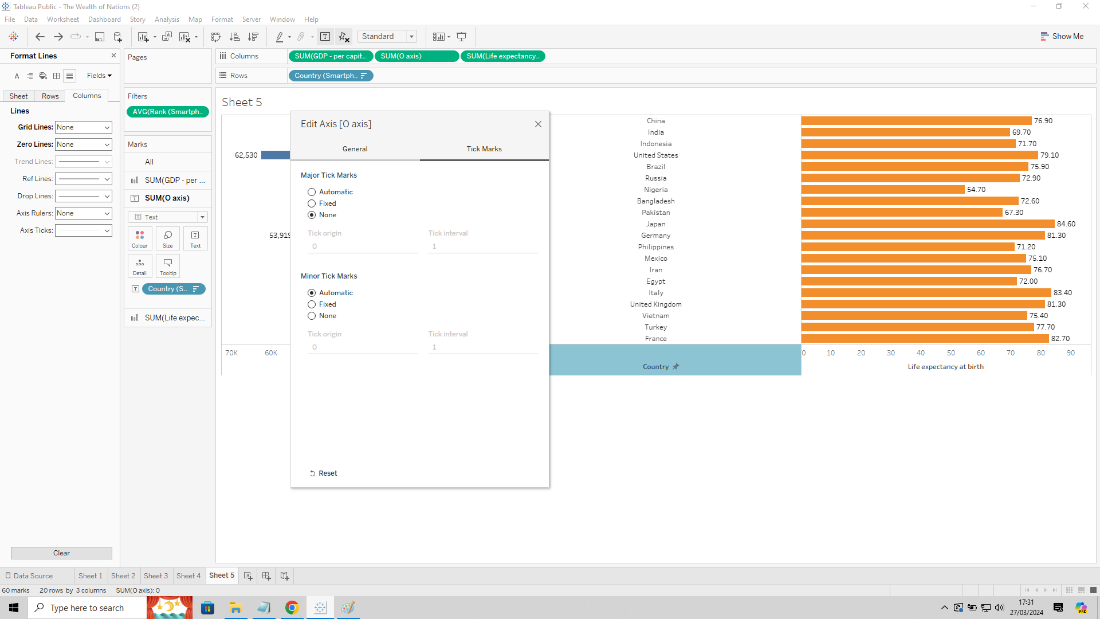 Tableau Public - The Wealth of Nations (2)
File Data Worksheet Dashboard Story Analysis Map Format Server Window Help
Standard
Show Me
Format Lines
Fields
Sheet Rows Columns
Lines
Grid Lines: None
Zero Lines: None
Trend Lines:
Ref Lines:
Drop Lines:
Axis Rulers: None
Axis Ticks:
Clear
Pages
Filters
AVG(Rank (Smartph..
Marks
All
SUM(GDP - per ...
SUM(O axis)
Text
Colour Size Text
Detail Tooltip
Country (S..
SUM(Life expec...
Columns SUM(GDP - per capit.. SUM(O axis) SUM(Life expectancy..
Rows Country (Smartph..
Sheet 5
62,530
53,919
70K 60K
Edit Axis [O axis]
General Tick Marks
Major Tick Marks
Automatic
Fixed
None
Tick origin Tick interval
0 1
Minor Tick Marks
Automatic
Fixed
None
Tick origin Tick interval
0 1
Reset
China 76.90
India 69.70
Indonesia 71.70
United States 79.10
Brazil 75.90
Russia 72.90
Nigeria 54.70
Bangladesh 72.60
Pakistan 67.30
Japan 84.60
Germany 81.30
Philippines 71.20
Mexico 75.10
Iran 76.70
Egypt 72.00
Italy 83.40
United Kingdom 81.30
Vietnam 75.40
Turkey 77.70
France 82.70
0 10 20 30 40 50 60 70 80 90
Country Life expectancy at birth
Data Source Sheet 1 Sheet 2 Sheet 3 Sheet 4 Sheet 5
60 marks 20 rows by 3 columns SUM(O axis): 0
Type here to search
17:31
27/03/2024